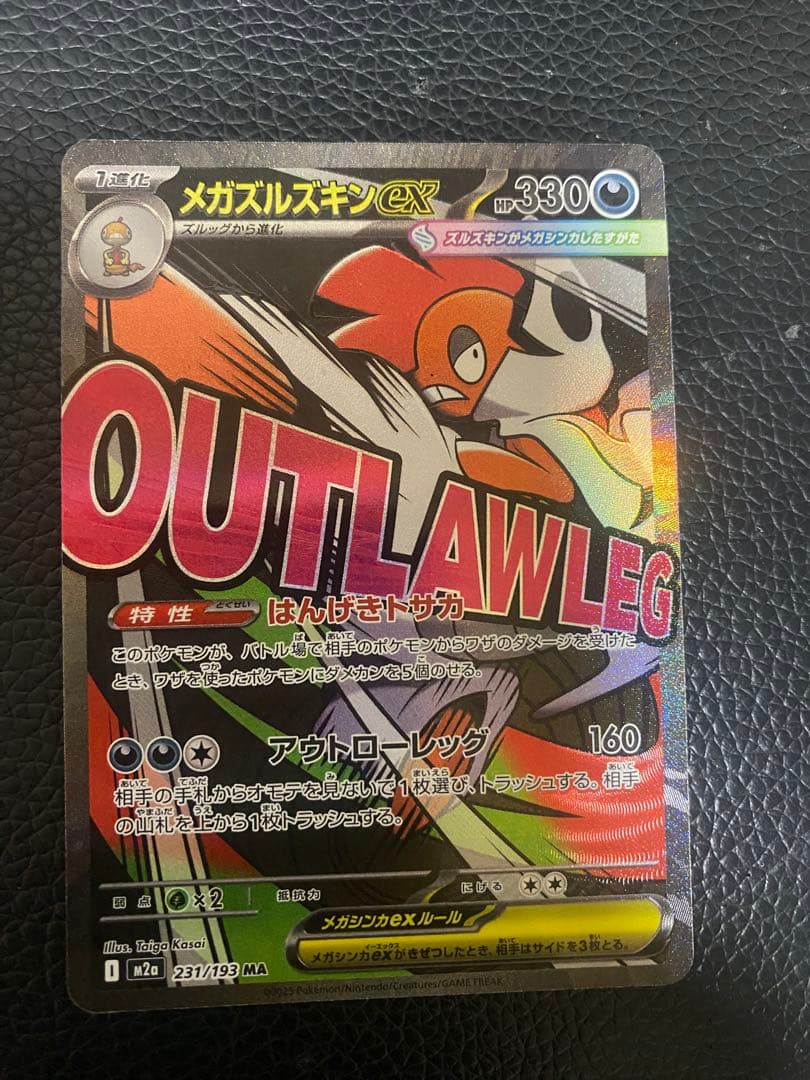 1進化
メガズルズキンex
HP330
ズルッグから進化
ズルズキンがメガシンカしたすがた
OUTLAW LEG
特性
とくせい
はんげきトサカ
このポケモンが、バトル場で相手のポケモンからワザのダメージを受けた
とき、ワザを使ったポケモンにダメカンを5個のせる。
アウトローレッグ 160
相手の手札からオモテを見ないで1枚選び、トラッシュする。相手
の山札を上から1枚トラッシュする。
弱点 ×2 抵抗力 にげる
メガシンカexルール
メガシンカexがきぜつしたとき、相手はサイドを3枚とる。
Illus. Taiga Kasai
I M2a 231/193 MA
©2025 Pokémon/Nintendo/Creatures/GAME FREAK